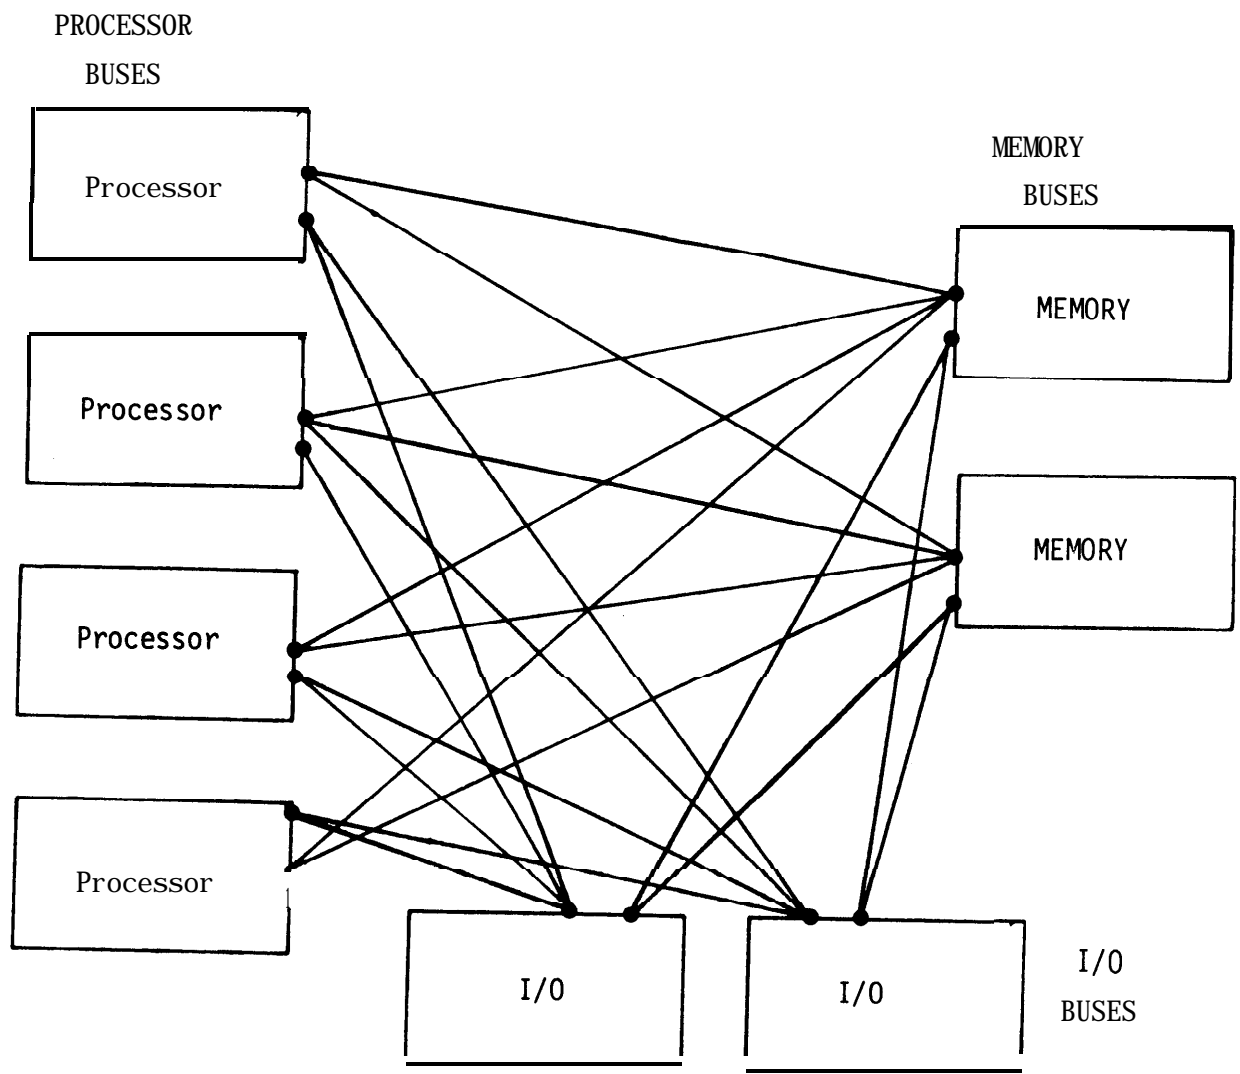 PROCESSOR
BUSES
Processor
MEMORY
BUSES
MEMORY
Processor
MEMORY
Processor
Processor
I/O
I/O
I/O
BUSES